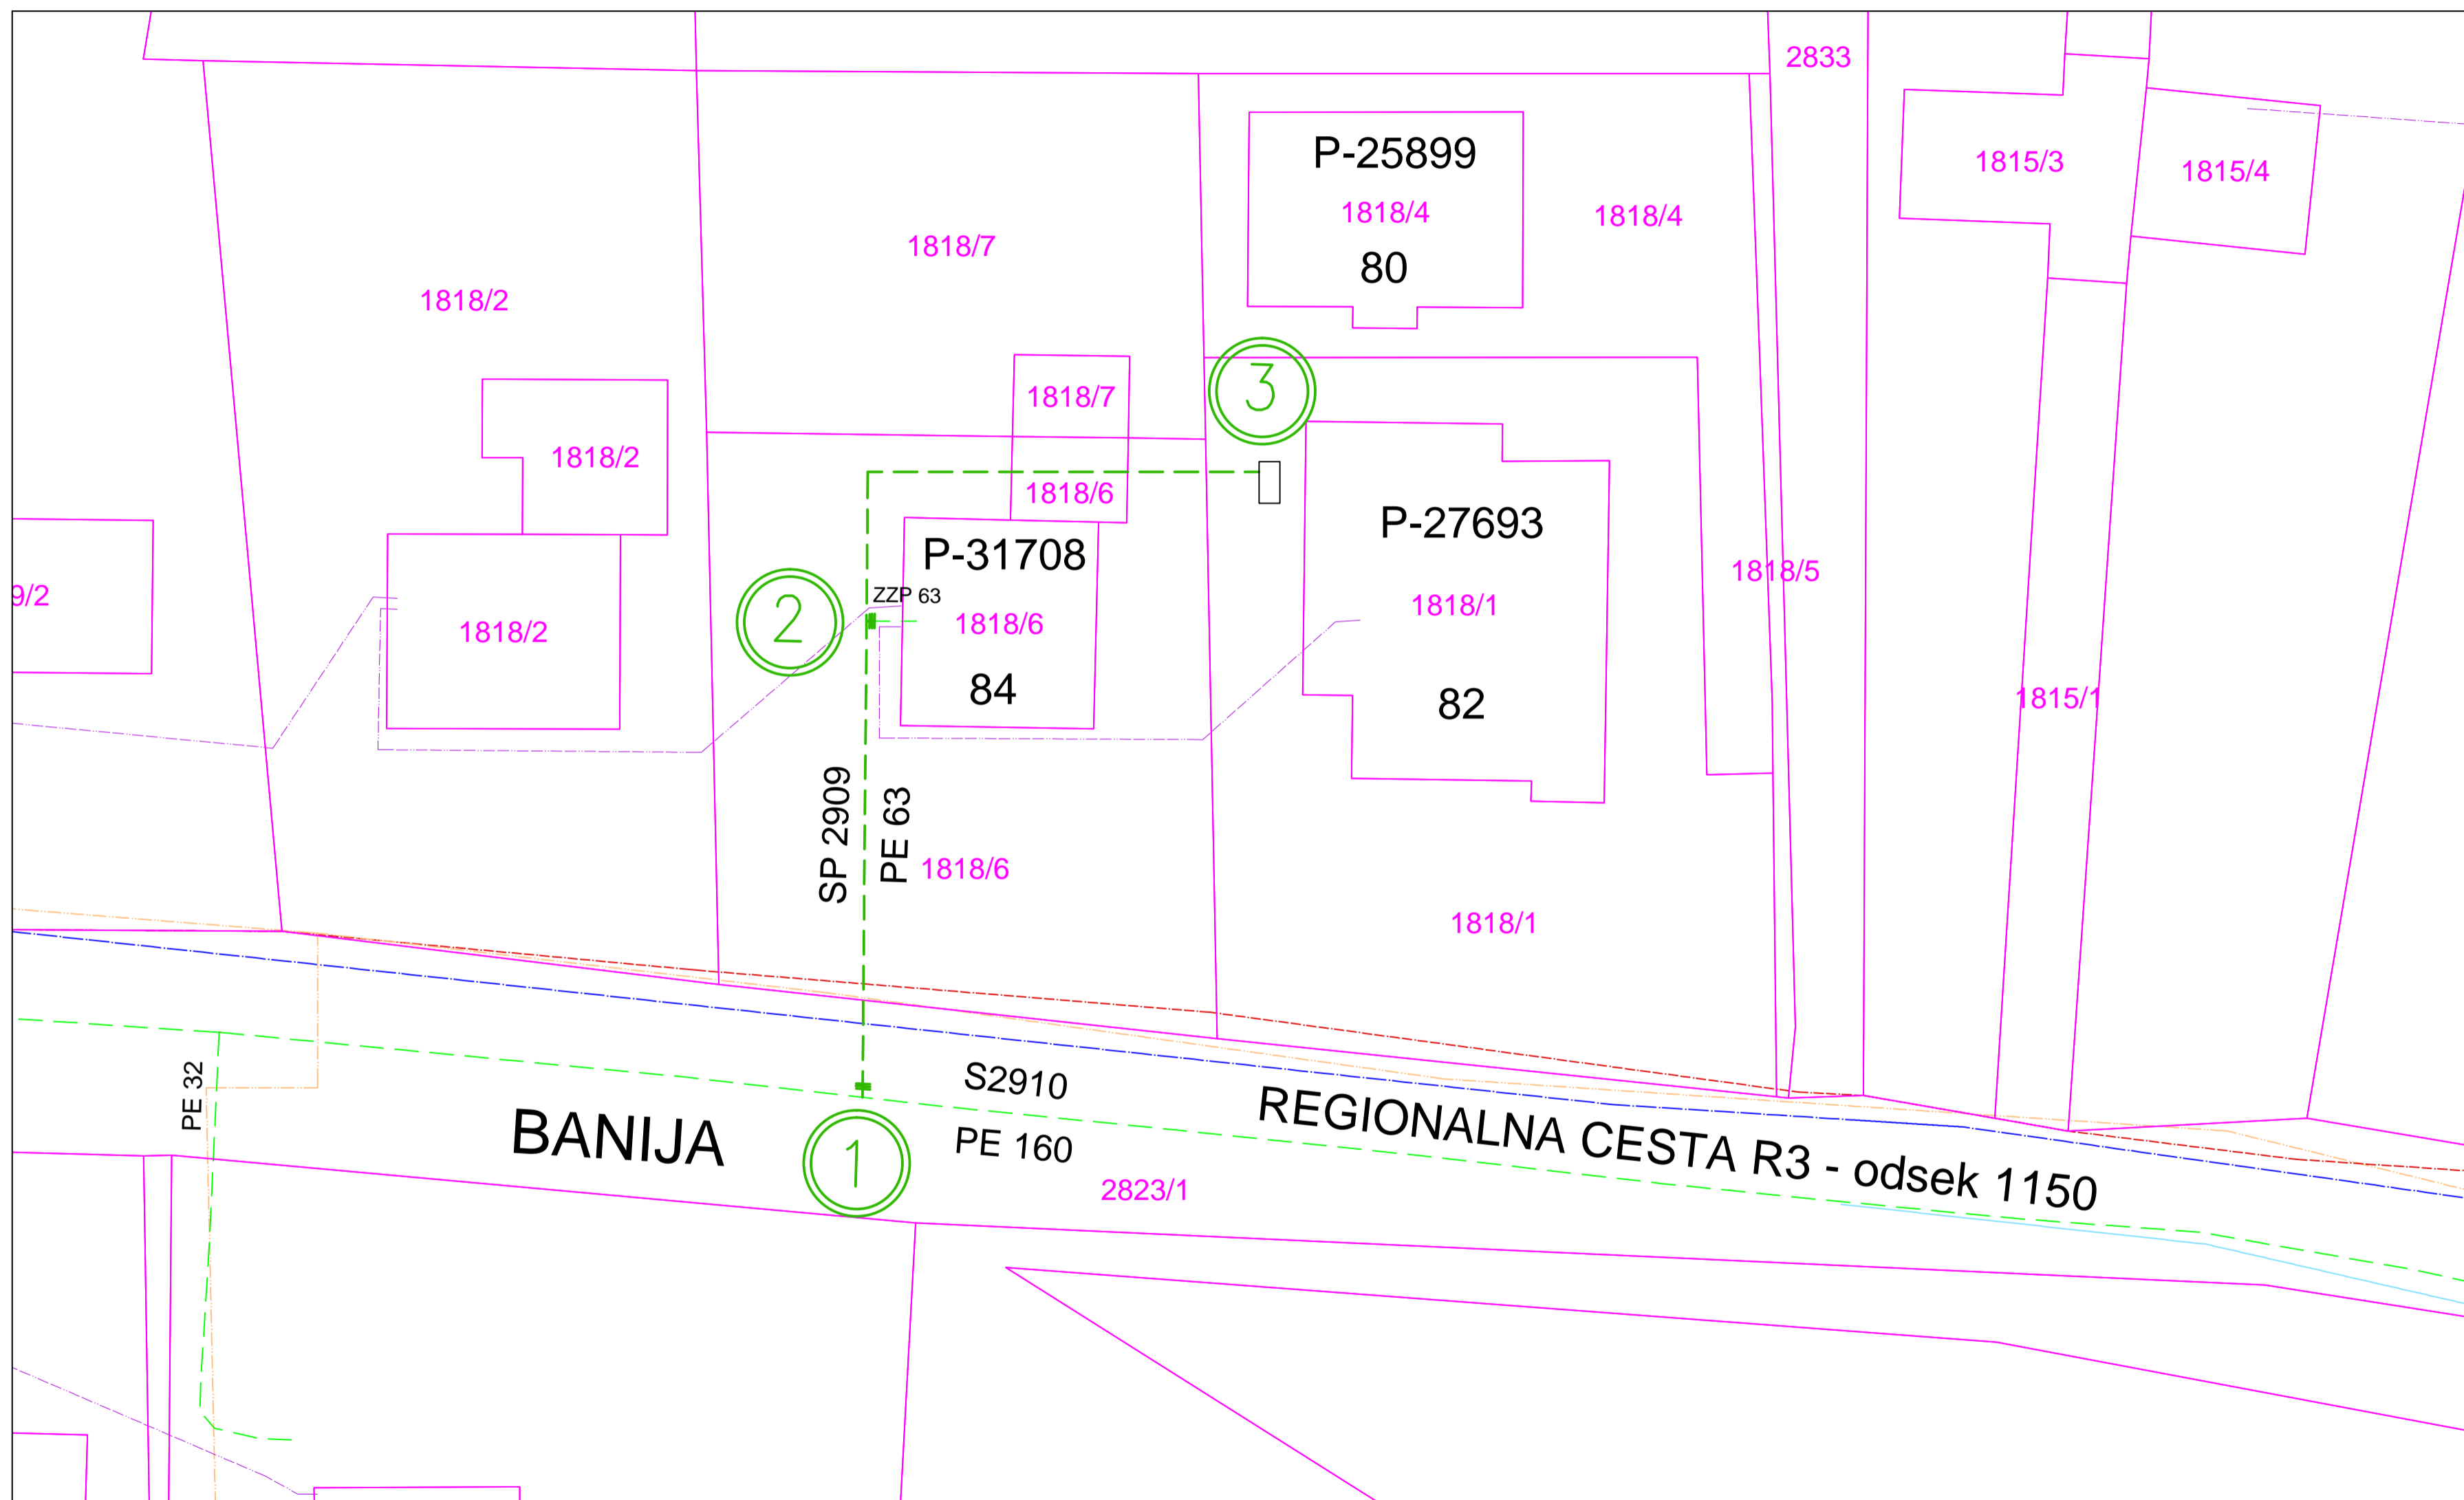 2833
P-25899
1815/3
1815/4
1818/4
1818/4
1818/7
80
1818/2
3
1818/7
1818/2
1818/6
P-27693
P-31708
1818/5
9/2
ZZP 63
2
1818/6
1818/1
1818/2
84
82
1815/1
SP 2909
PE 63
1818/6
1818/1
PE 32
S2910
BANIJA
1
PE 160
REGIONALNA CESTA R3 - odsek 1150
2823/1